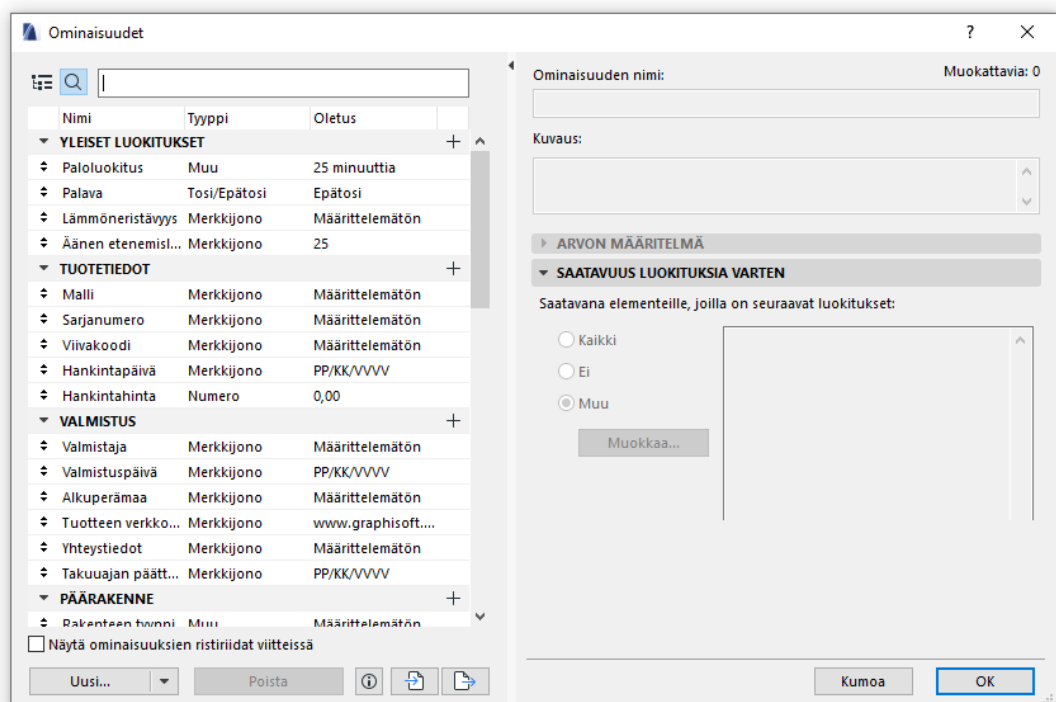 Ominaisuudet
Nimi Tyyppi Oletus
YLEISET LUOKITUKSET
Paloluokitus Muu 25 minuuttia
Palava Tosi/Epätosi Epätosi
Lämmöneristävyys Merkkijono Määrittelemätön
Äänen etenemisl... Merkkijono 25
TUOTETIEDOT
Malli Merkkijono Määrittelemätön
Sarjanumero Merkkijono Määrittelemätön
Viivakoodi Merkkijono Määrittelemätön
Hankintapäivä Merkkijono PP/KK/VVVV
Hankintahinta Numero 0,00
VALMISTUS
Valmistaja Merkkijono Määrittelemätön
Valmistuspäivä Merkkijono PP/KK/VVVV
Alkuperämaa Merkkijono Määrittelemätön
Tuotteen verkko... Merkkijono www.graphisoft....
Yhteystiedot Merkkijono Määrittelemätön
Takuuajan päätt... Merkkijono PP/KK/VVVV
PÄÄRAKENNE
Rakenteen tyyppi Muu Määrittelemätön
Näytä ominaisuuksien ristiriidat viitteissä
Uusi... Poista
Ominaisuuden nimi: Muokattavia: 0
Kuvaus:
ARVON MÄÄRITELMÄ
SAATAVUUS LUOKITUKSIA VARTEN
Saatavana elementeille, joilla on seuraavat luokitukset:
Kaikki
Ei
Muu
Muokkaa...
Kumoa OK